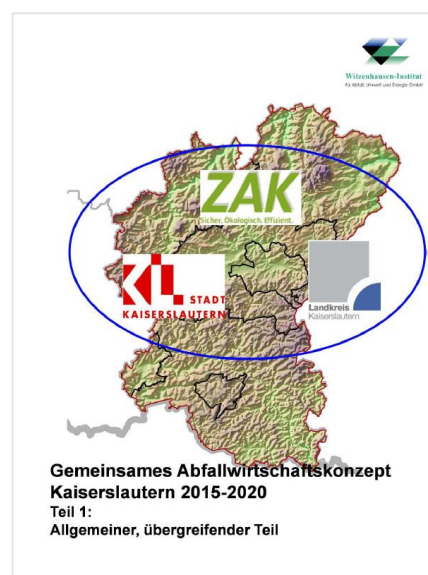 Witzenhausen-Institut
für Abfall, Umwelt und Energie GmbH
ZAK
Sicher. Ökologisch. Effizient.
KL STADT
KAISERSLAUTERN
Landkreis
Kaiserslautern
Gemeinsames Abfallwirtschaftskonzept
Kaiserslautern 2015-2020
Teil 1:
Allgemeiner, übergreifender Teil